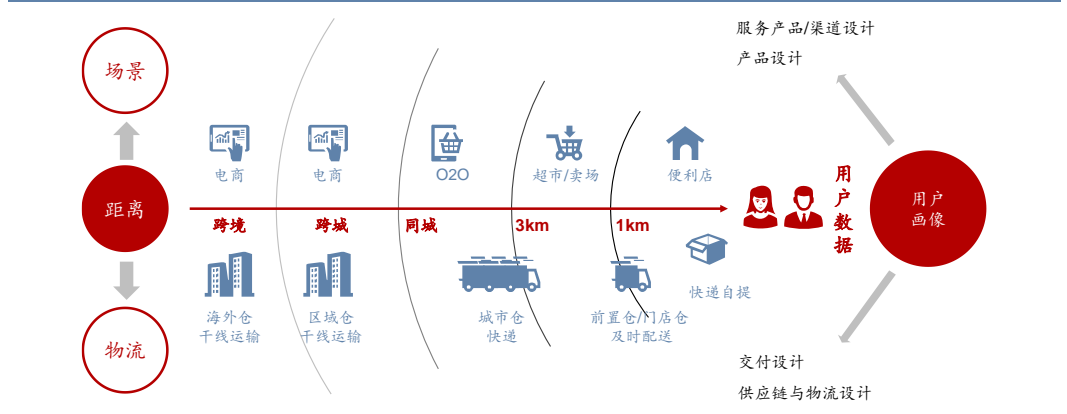 服务产品/渠道设计
产品设计
场景
电商
电商
O2O
超市/卖场
便利店
距离
跨境
跨城
同城
3km
1km
用户数据
用户
画像
海外仓
干线运输
区域仓
干线运输
城市仓
快递
前置仓/门店仓
及时配送
快递自提
物流
交付设计
供应链与物流设计